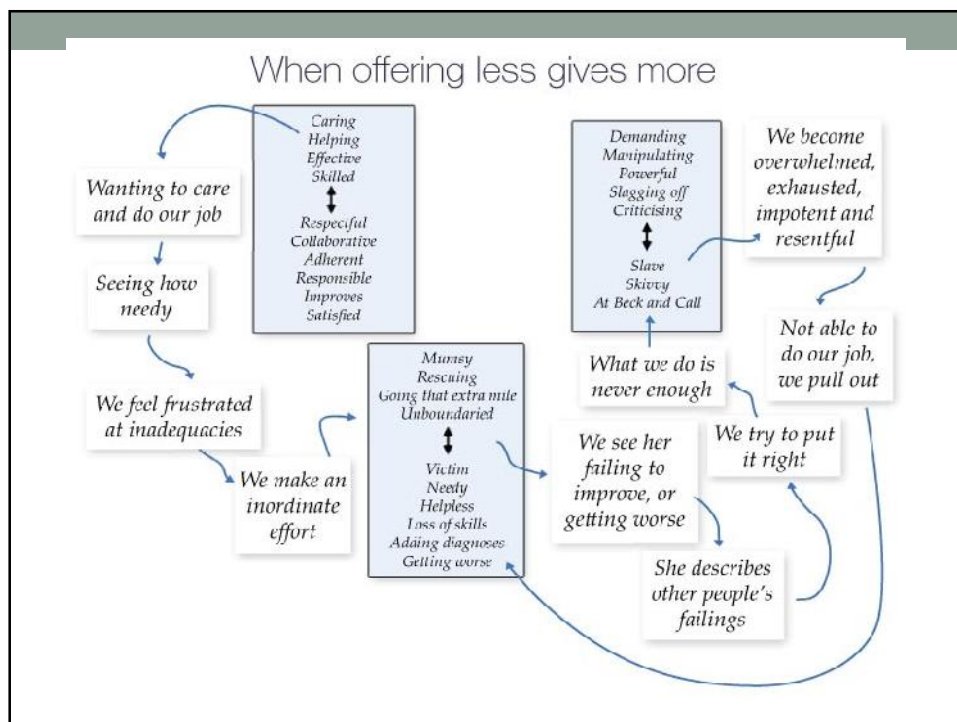 When offering less gives more
Caring
Helping
Effective
Skilled
Respectful
Collaborative
Adherent
Responsible
Improves
Satisfied
Wanting to care
and do our job
Seeing how
needy
We feel frustrated
at inadequacies
We make an
inordinate
effort
Mumsy
Rescuing
Going that extra mile
Unboundaried
Victim
Needy
Helpless
Loss of skills
Adding diagnoses
Getting worse
We see her
failing to
improve, or
getting worse
She describes
other people's
failings
We try to put
it right
What we do is
never enough
Demanding
Manipulating
Powerful
Slagging off
Criticising
Slave
Skivvy
At Beck and Call
We become
overwhelmed,
exhausted,
impotent and
resentful
Not able to
do our job,
we pull out